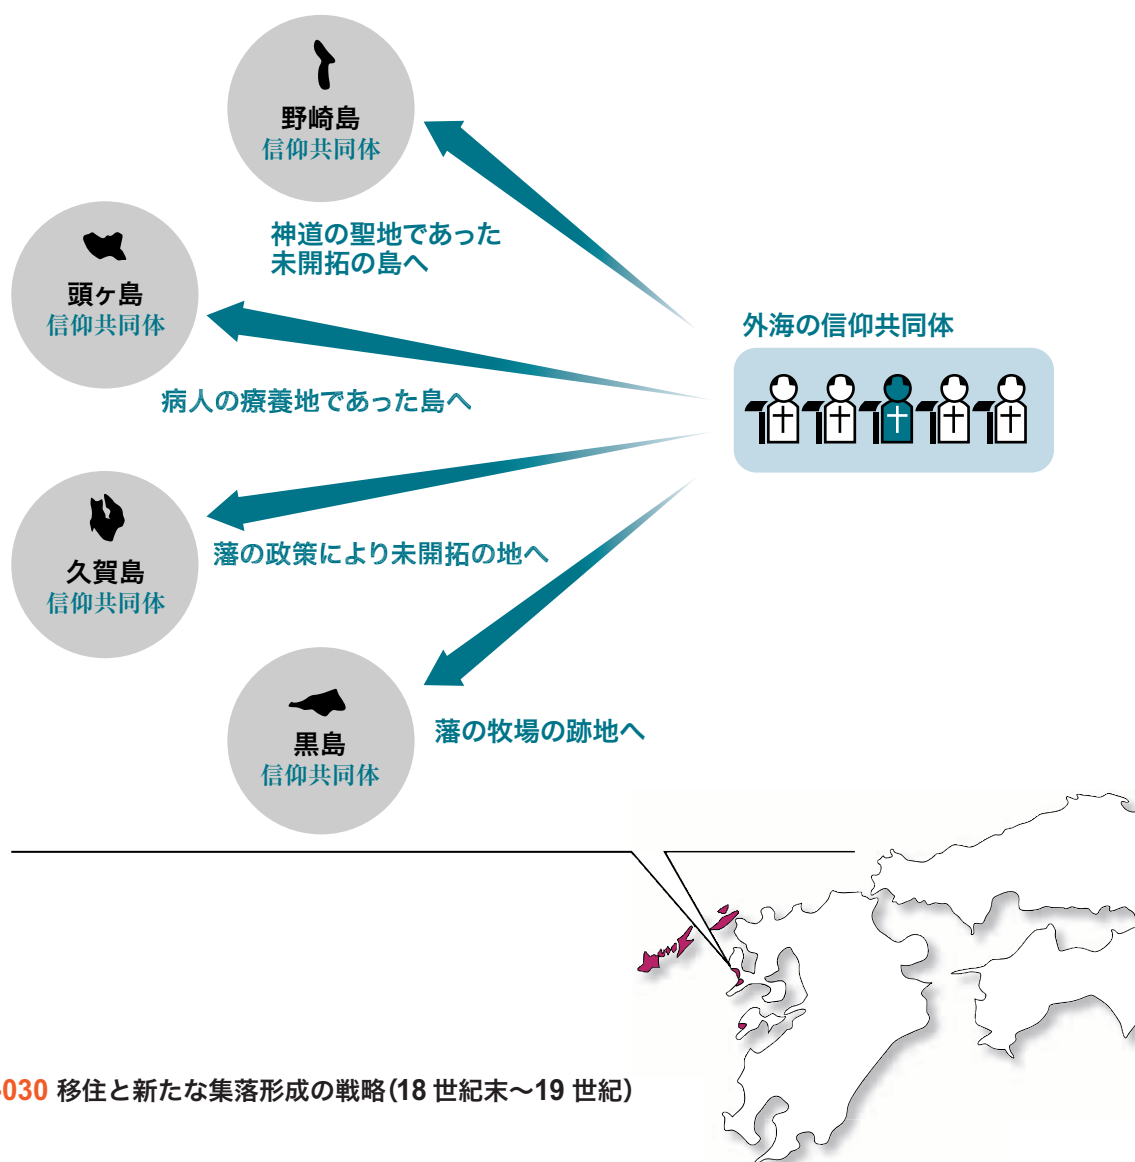 野崎島
信仰共同体
神道の聖地であった
未開拓の島へ
頭ヶ島
信仰共同体
病人の療養地であった島へ
外海の信仰共同体
久賀島
信仰共同体
藩の政策により未開拓の地へ
黒島
信仰共同体
藩の牧場の跡地へ
030 移住と新たな集落形成の戦略(18 世紀末～19 世紀)